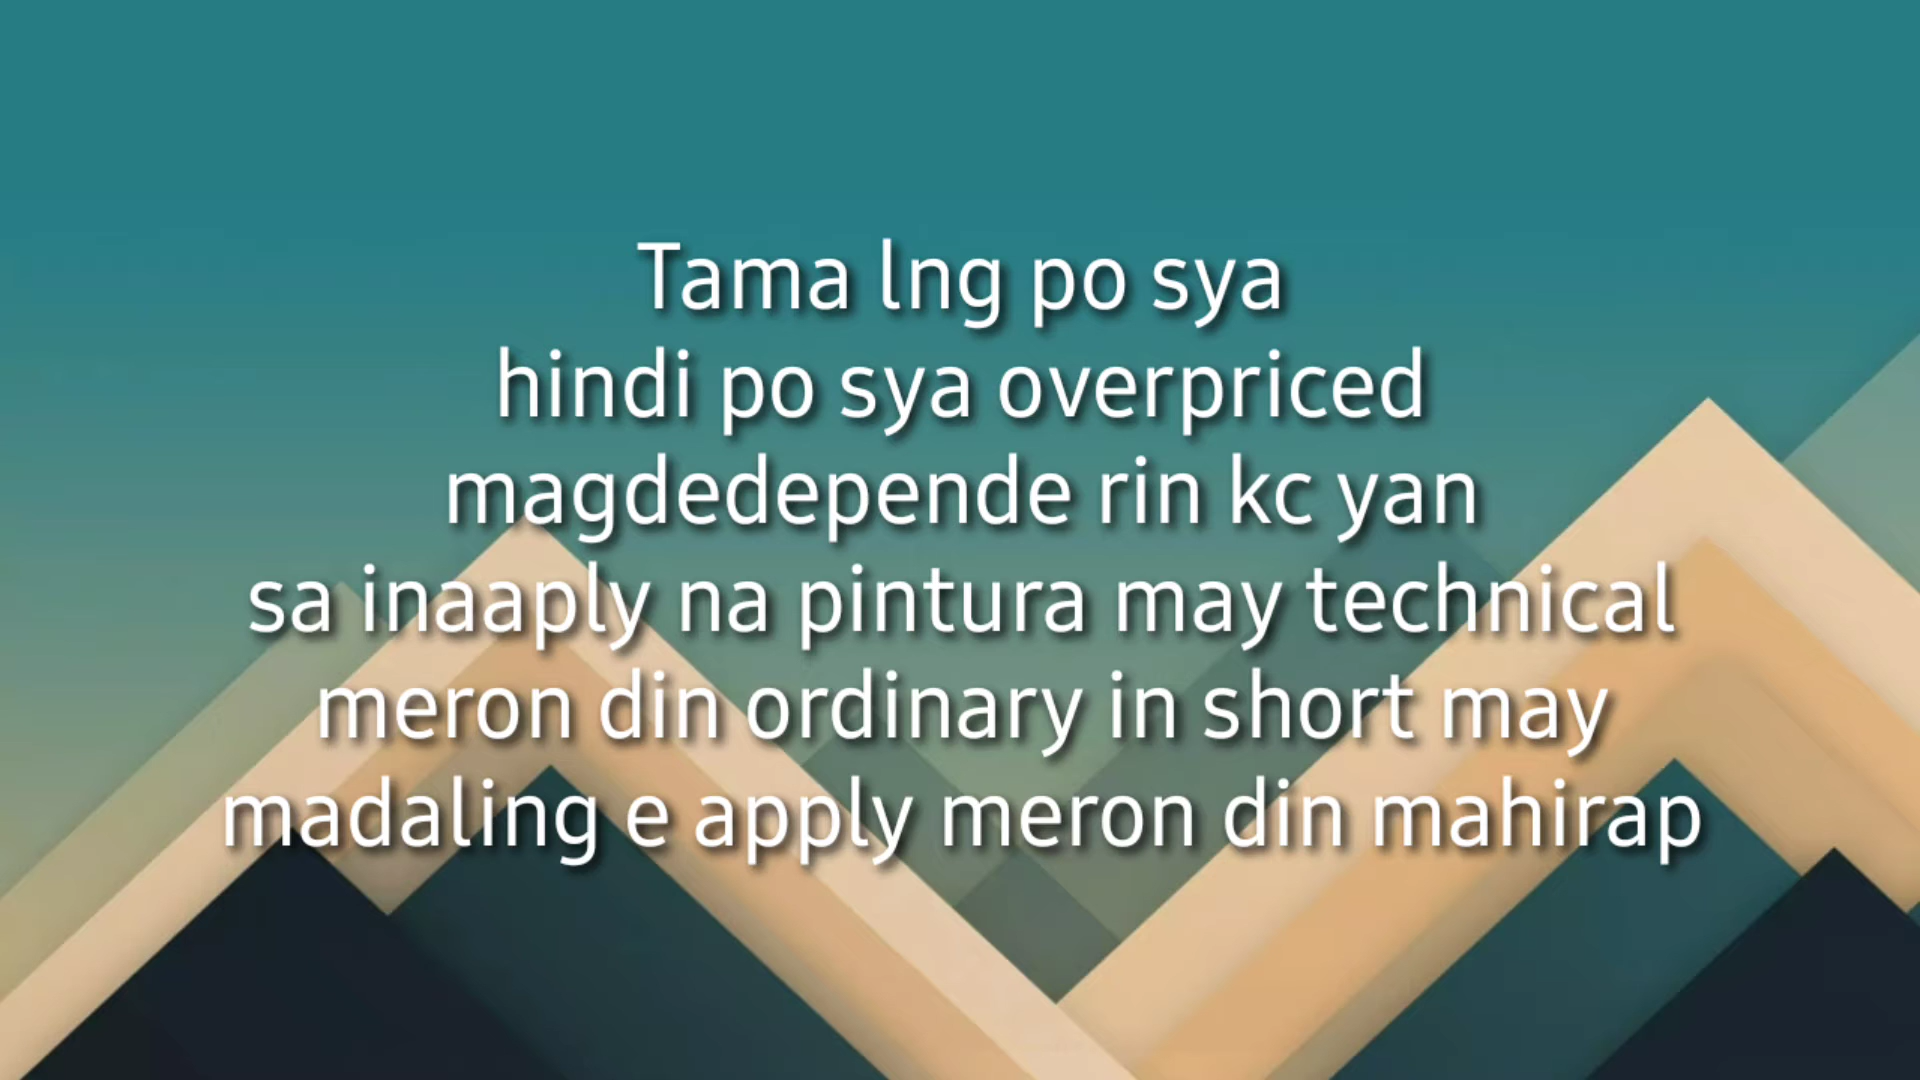 Tama lng po sya
hindi po sya overpriced
magdedepende rin kc yan
sa inaaply na pintura may technical
meron din ordinary in short may
madaling e apply meron din mahirap